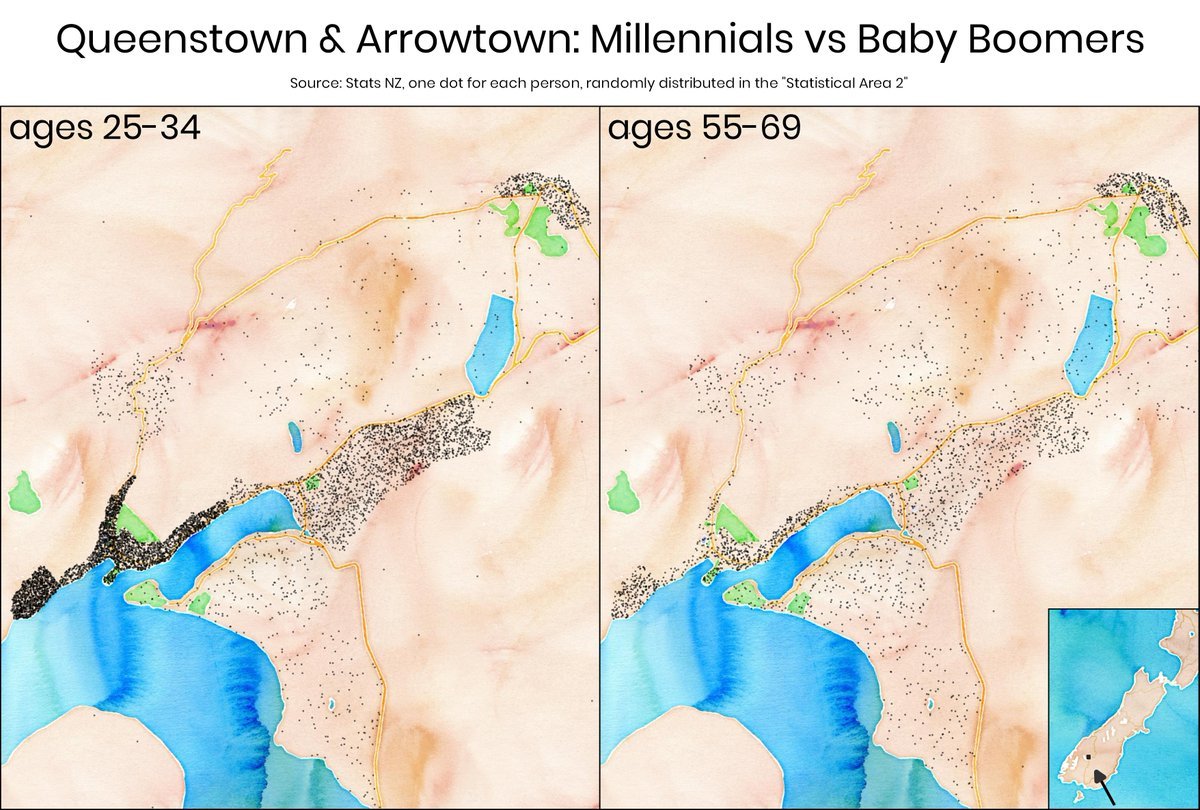 Queenstown & Arrowtown: Millennials vs Baby Boomers
Source: Stats NZ, one dot for each person, randomly distributed in the "Statistical Area 2"
ages 25-34
ages 55-69